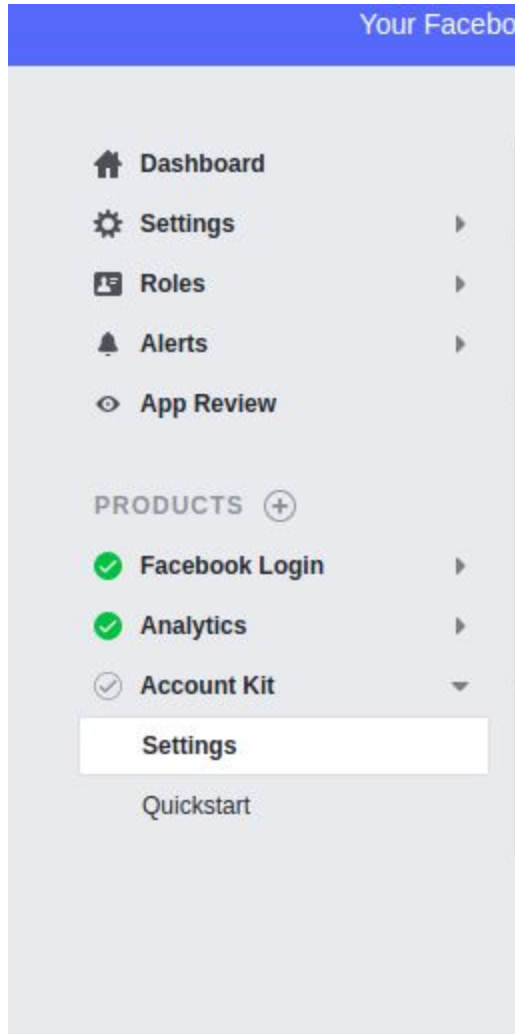 Your Facebo
Dashboard
Settings
Roles
Alerts
App Review
PRODUCTS
Facebook Login
Analytics
Account Kit
Settings
Quickstart